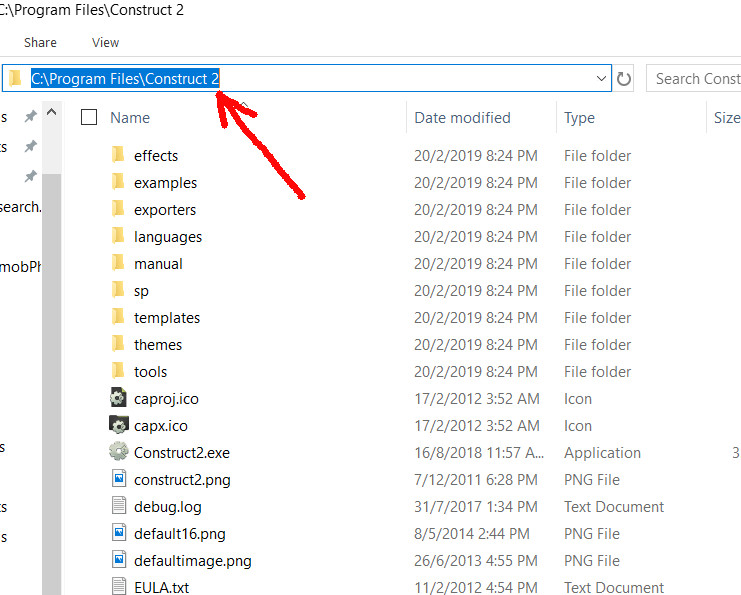 C:\Program Files\Construct 2
Share View
C:\Program Files\Construct 2 Search Const
Name Date modified Type Size
effects 20/2/2019 8:24 PM File folder
examples 20/2/2019 8:24 PM File folder
exporters 20/2/2019 8:24 PM File folder
languages 20/2/2019 8:24 PM File folder
manual 20/2/2019 8:24 PM File folder
sp 20/2/2019 8:24 PM File folder
templates 20/2/2019 8:24 PM File folder
themes 20/2/2019 8:24 PM File folder
tools 20/2/2019 8:24 PM File folder
caproj.ico 17/2/2012 3:52 AM Icon
capx.ico 17/2/2012 3:52 AM Icon
Construct2.exe 16/8/2018 11:57 A... Application 3
construct2.png 7/12/2011 6:28 PM PNG File
debug.log 31/7/2017 1:34 PM Text Document
default16.png 8/5/2014 2:44 PM PNG File
defaultimage.png 26/6/2013 4:55 PM PNG File
EULA.txt 11/2/2012 4:54 PM Text Document
s
ts
search.
mobPh
s
ts
s